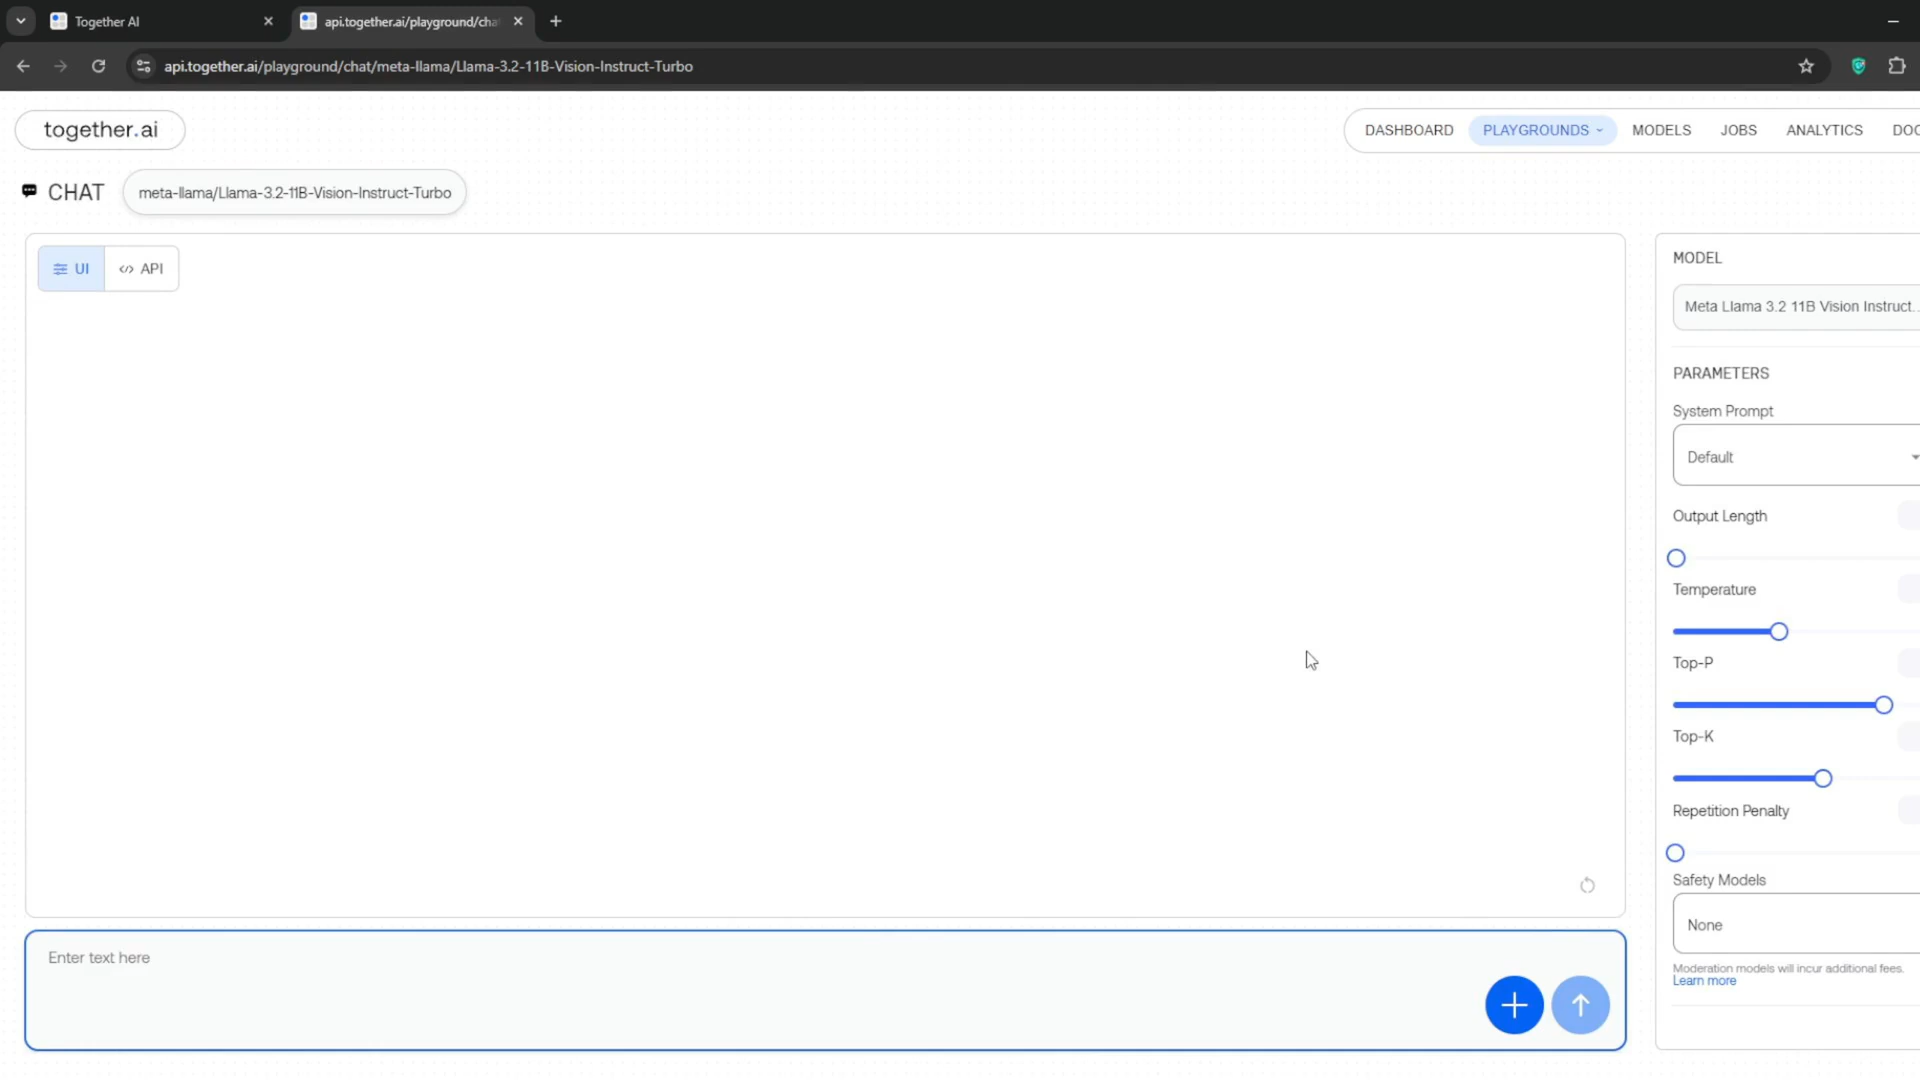 Together AI
api.together.ai/playground/cha
api.together.ai/playground/chat/meta-llama/Llama-3.2-11B-Vision-Instruct-Turbo
together.ai
DASHBOARD PLAYGROUNDS MODELS JOBS ANALYTICS DOC
CHAT meta-llama/Llama-3.2-11B-Vision-Instruct-Turbo
UI API
MODEL
Meta Llama 3.2 11B Vision Instruct...
PARAMETERS
System Prompt
Default
Output Length
Temperature
Top-P
Top-K
Repetition Penalty
Safety Models
None
Moderation models will incur additional fees.
Learn more
Enter text here